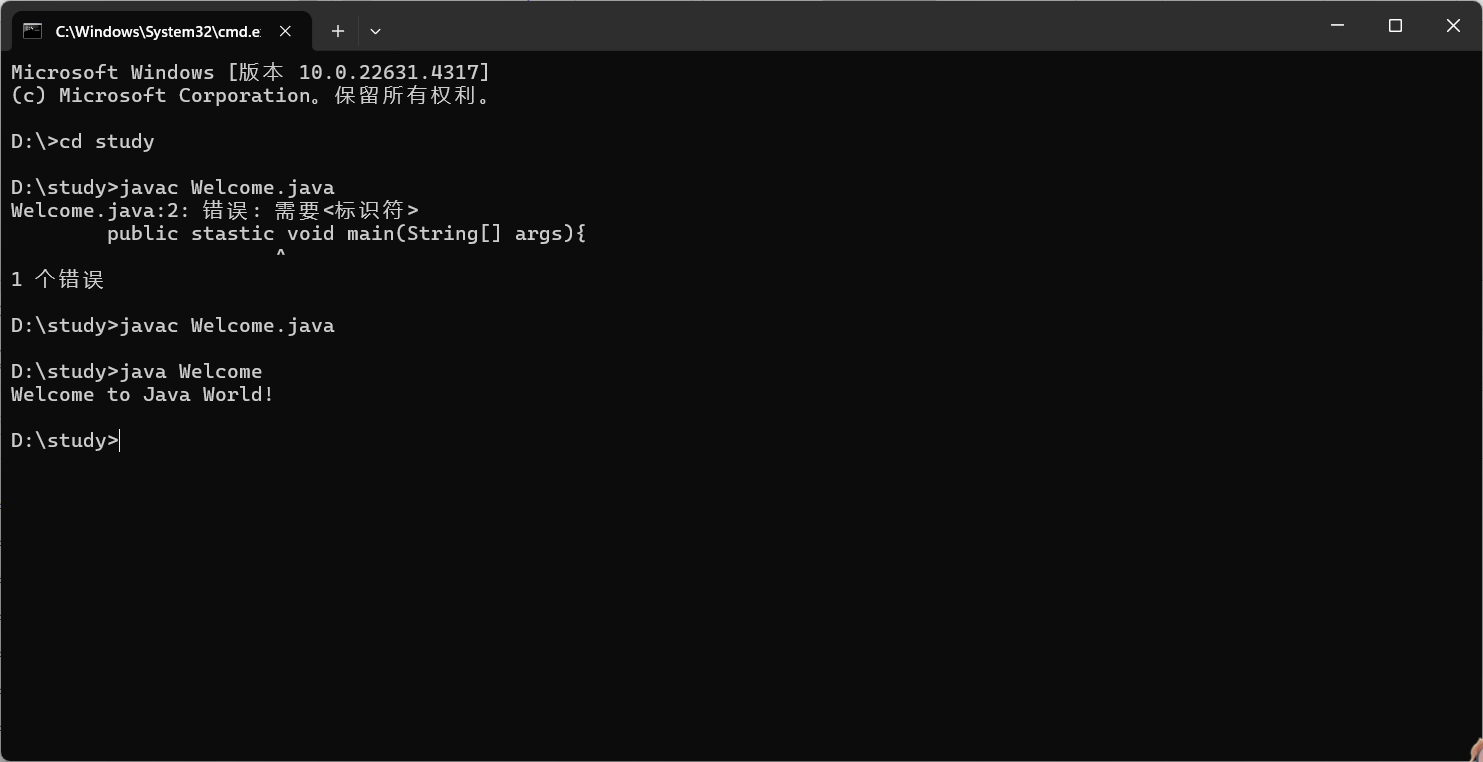 C:\Windows\System32\cmd.e
Microsoft Windows [版本 10.0.22631.4317]
(c) Microsoft Corporation。保留所有权利。
D:\>cd study
D:\study>javac Welcome.java
Welcome.java:2: 错误: 需要<标识符>
        public stastic void main(String[] args){
                      ^
1 个错误
D:\study>javac Welcome.java
D:\study>java Welcome
Welcome to Java World!
D:\study>